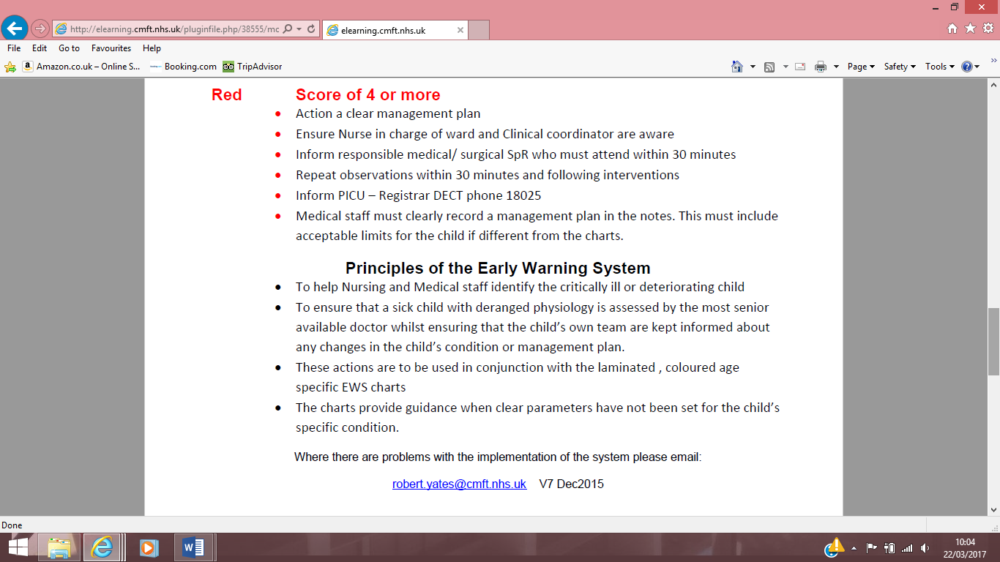 http://elearning.cmft.nhs.uk/pluginfile.php/38555/mc
elearning.cmft.nhs.uk
File Edit Go to Favourites Help
Amazon.co.uk – Online S... Booking.com TripAdvisor Page Safety Tools
Red Score of 4 or more
• Action a clear management plan
• Ensure Nurse in charge of ward and Clinical coordinator are aware
• Inform responsible medical/ surgical SpR who must attend within 30 minutes
• Repeat observations within 30 minutes and following interventions
• Inform PICU – Registrar DECT phone 18025
• Medical staff must clearly record a management plan in the notes. This must include
acceptable limits for the child if different from the charts.
Principles of the Early Warning System
• To help Nursing and Medical staff identify the critically ill or deteriorating child
• To ensure that a sick child with deranged physiology is assessed by the most senior
available doctor whilst ensuring that the child's own team are kept informed about
any changes in the child's condition or management plan.
• These actions are to be used in conjunction with the laminated , coloured age
specific EWS charts
• The charts provide guidance when clear parameters have not been set for the child's
specific condition.
Where there are problems with the implementation of the system please email:
robert.yates@cmft.nhs.uk V7 Dec2015
Done
10:04
22/03/2017